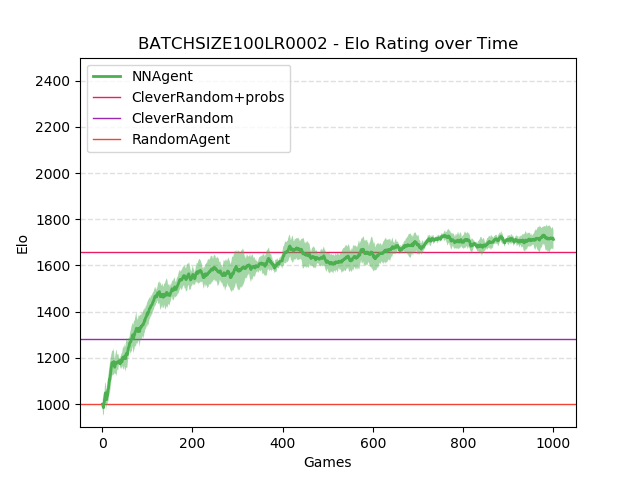 BATCHSIZE100LR0002 - Elo Rating over Time
NNAgent
CleverRandom+probs
CleverRandom
RandomAgent
2400
2200
2000
1800
1600
1400
1200
1000
Elo
0 200 400 600 800 1000
Games